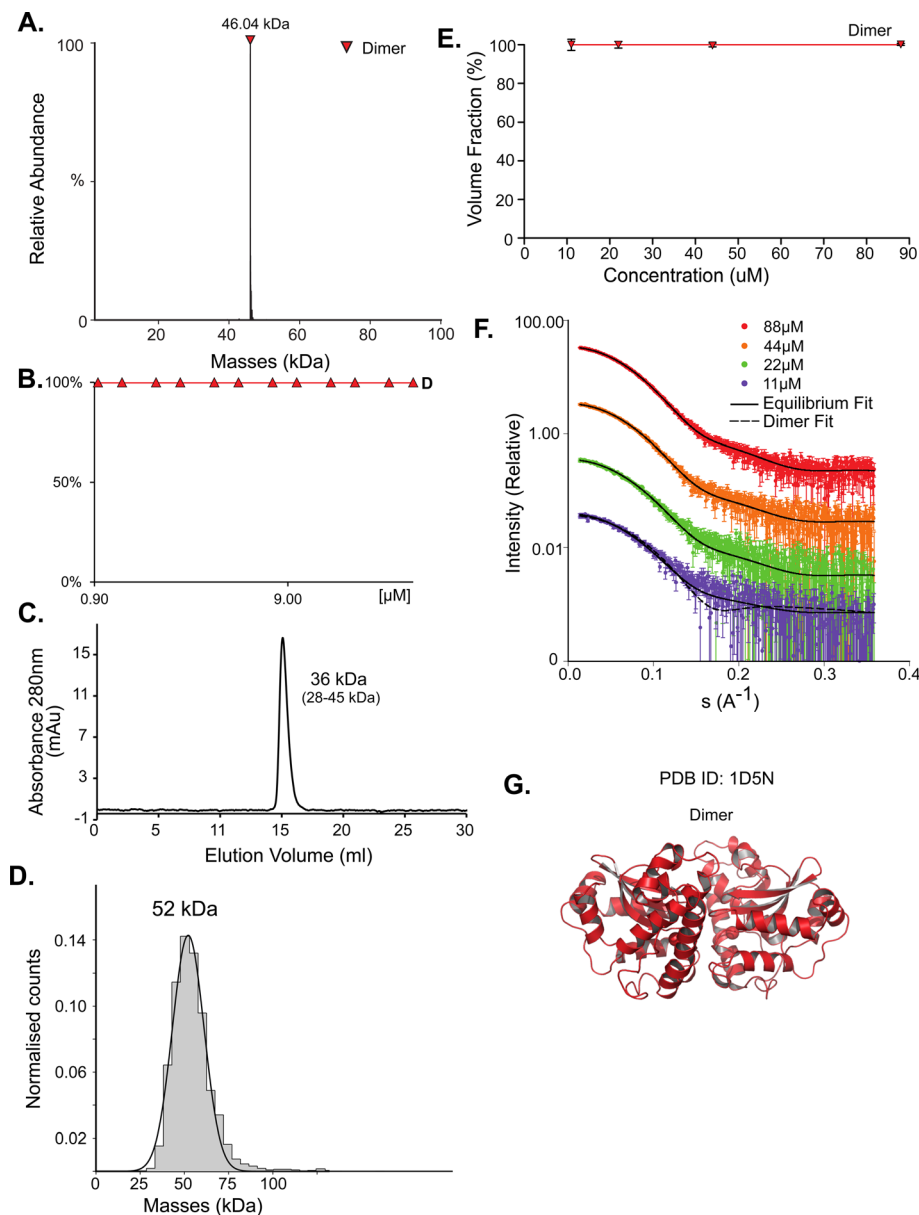 A.
46.04 kDa
Dimer
100
%
0
20
40
60
80
100
Relative Abundance
Masses (kDa)
B.
100%
50%
0%
D
0.90
9.00
[µM]
C.
15
11
7
3
-1
Absorbance 280nm
(mAu)
36 kDa
(28-45 kDa)
0
5
11
15
20
25
30
Elution Volume (ml)
D.
52 kDa
0.14
0.10
0.06
0.02
Normalised counts
0
25
50
75
100
Masses (kDa)
E.
Dimer
100
80
60
40
20
0
Volume Fraction (%)
0
10
20
30
40
50
60
70
80
90
Concentration (uM)
F.
100.00
1.00
0.01
0
Intensity (Relative)
88µM
44µM
22µM
11µM
Equilibrium Fit
Dimer Fit
0.0
0.1
0.2
0.3
0.4
s (A⁻¹)
G.
PDB ID: 1D5N
Dimer